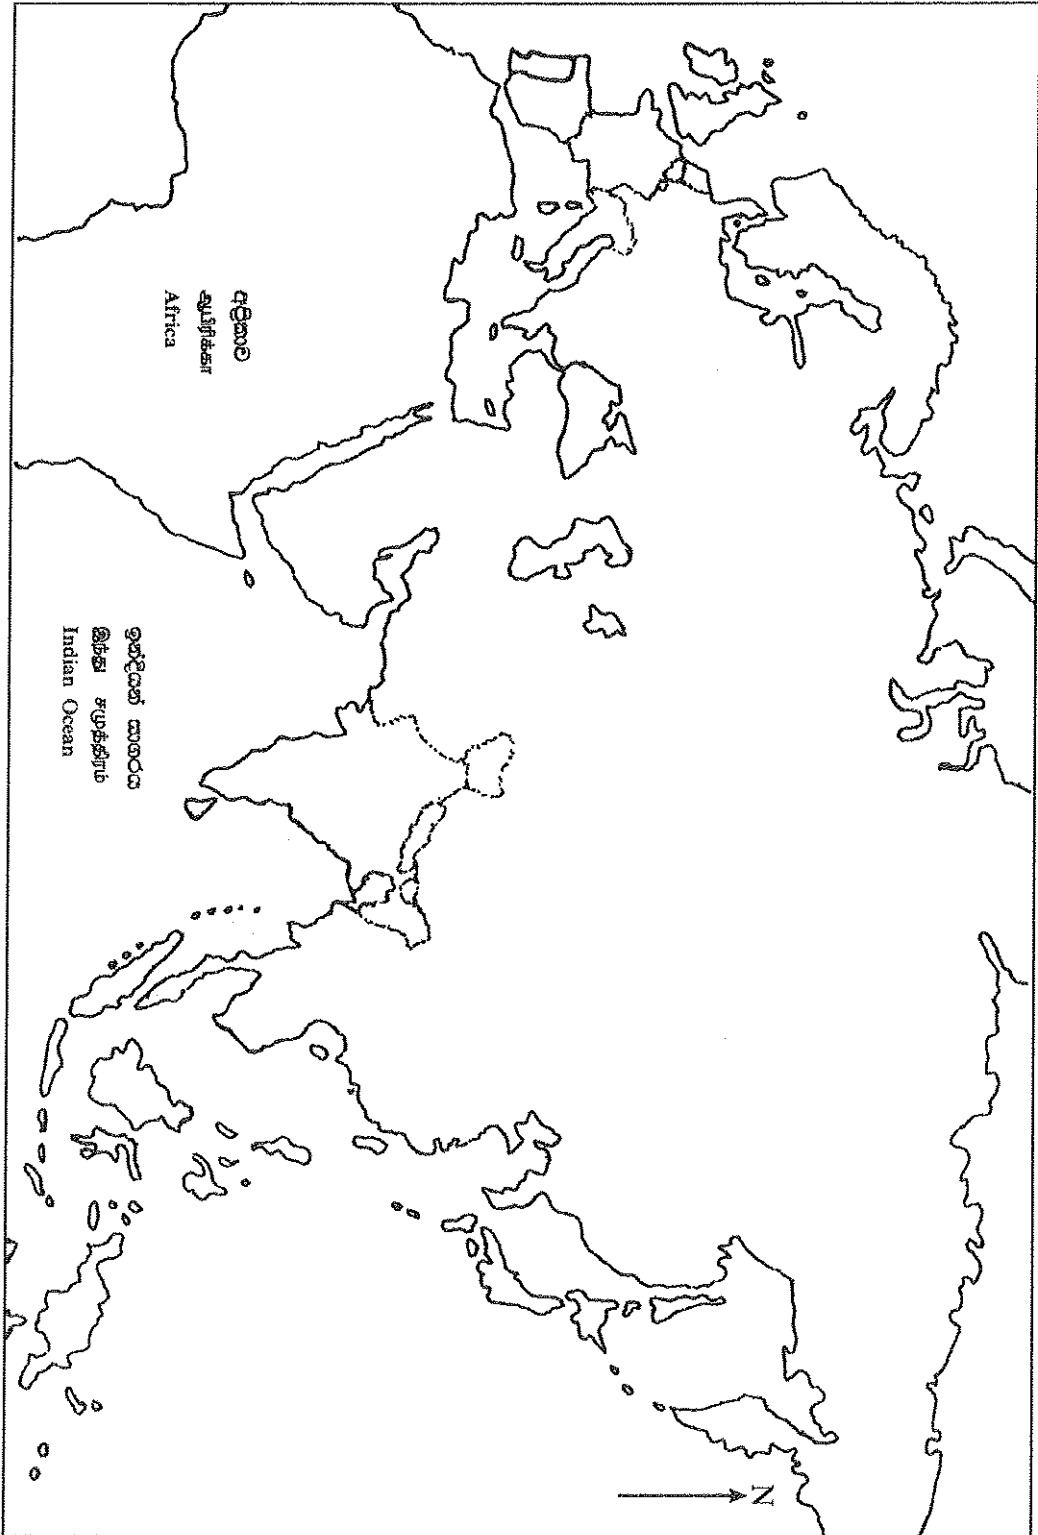 අප්‍රිකාව
ஆபிரிக்கா
Africa
ඉන්දියන් සාගරය
இந்து சமுத்திரம்
Indian Ocean
N